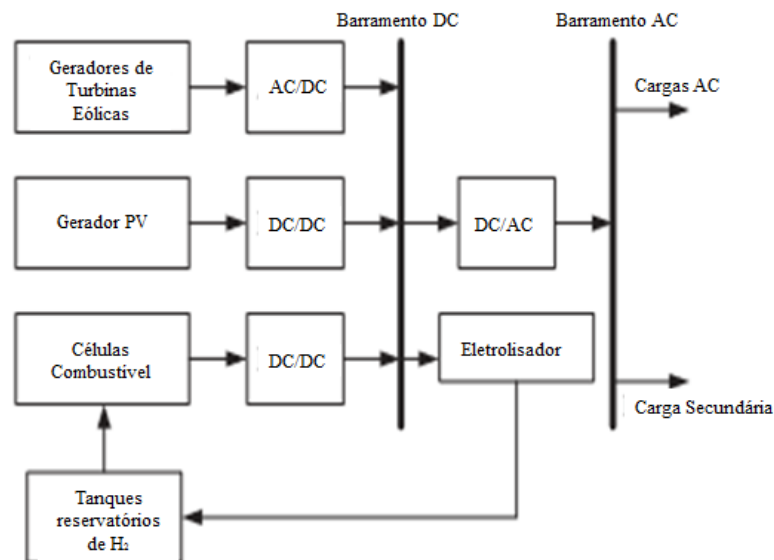 Barramento DC
Barramento AC
Geradores de
Turbinas
Eólicas
AC/DC
Cargas AC
Gerador PV
DC/DC
DC/AC
Células
Combustivel
DC/DC
Eletrolisador
Carga Secundária
Tanques
reservatórios
de H₂